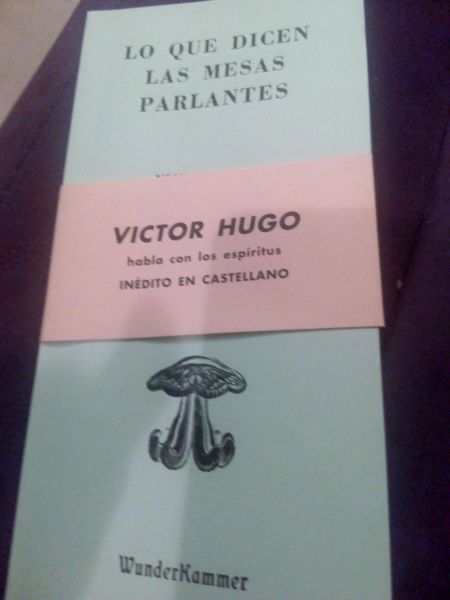 LO QUE DICEN
LAS MESAS
PARLANTES
VICTOR HUGO
habla con los espíritus
INÉDITO EN CASTELLANO
WunderKammer